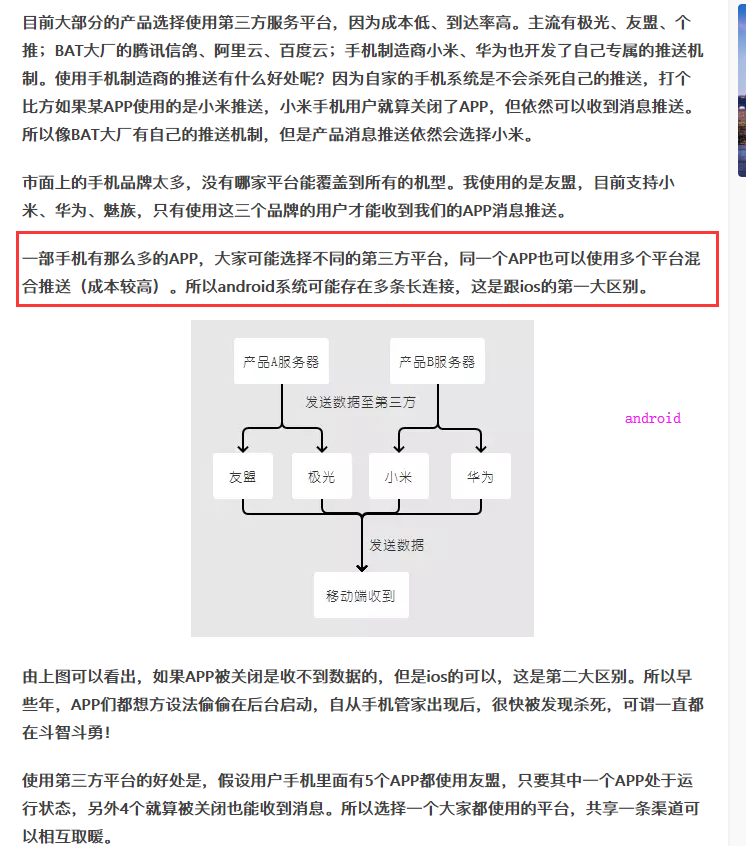 目前大部分的产品选择使用第三方服务平台，因为成本低、到达率高。主流有极光、友盟、个
推；BAT大厂的腾讯信鸽、阿里云、百度云；手机制造商小米、华为也开发了自己专属的推送机
制。使用手机制造商的推送有什么好处呢？因为自家的手机系统是不会杀死自己的推送，打个
比方如果某APP使用的是小米推送，小米手机用户就算关闭了APP，但依然可以收到消息推送。
所以像BAT大厂有自己的推送机制，但是产品消息推送依然会选择小米。
市面上的手机品牌太多，没有哪家平台能覆盖到所有的机型。我使用的是友盟，目前支持小
米、华为、魅族，只有使用这三个品牌的用户才能收到我们的APP消息推送。
一部手机有那么多的APP，大家可能选择不同的第三方平台，同一个APP也可以使用多个平台混
合推送（成本较高）。所以android系统可能存在多条长连接，这是跟ios的第一大区别。
产品A服务器
产品B服务器
发送数据至第三方
android
友盟
极光
小米
华为
发送数据
移动端收到
由上图可以看出，如果APP被关闭是收不到数据的，但是ios的可以，这是第二大区别。所以早
些年，APP们都想方设法偷偷在后台启动，自从手机管家出现后，很快被发现杀死，可谓一直都
在斗智斗勇！
使用第三方平台的好处是，假设用户手机里面有5个APP都使用友盟，只要其中一个APP处于运
行状态，另外4个就算被关闭也能收到消息。所以选择一个大家都使用的平台，共享一条渠道可
以相互取暖。